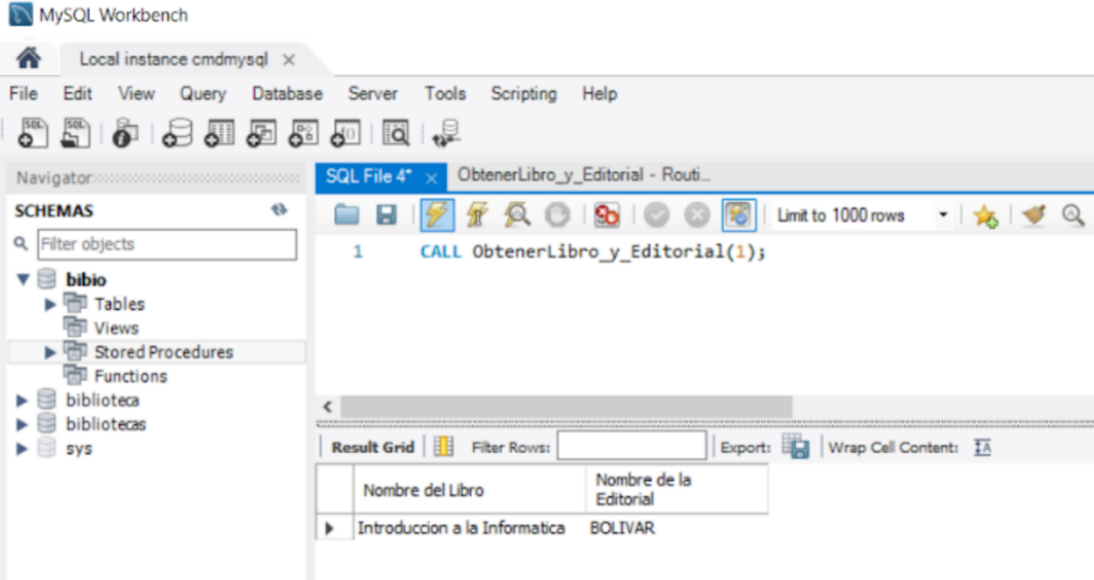 MySQL Workbench
Local instance cmdmysql ×
File Edit View Query Database Server Tools Scripting Help
SQL SQL
Navigator
SQL File 4* × ObtenerLibro_y_Editorial - Routi...
SCHEMAS
Limit to 1000 rows
Filter objects
1 CALL ObtenerLibro_y_Editorial(1);
bibio
Tables
Views
Stored Procedures
Functions
biblioteca
bibliotecas
sys
Result Grid Filter Rows: Export: Wrap Cell Content: IA
Nombre del Libro Nombre de la
Editorial
Introduccion a la Informatica BOLIVAR